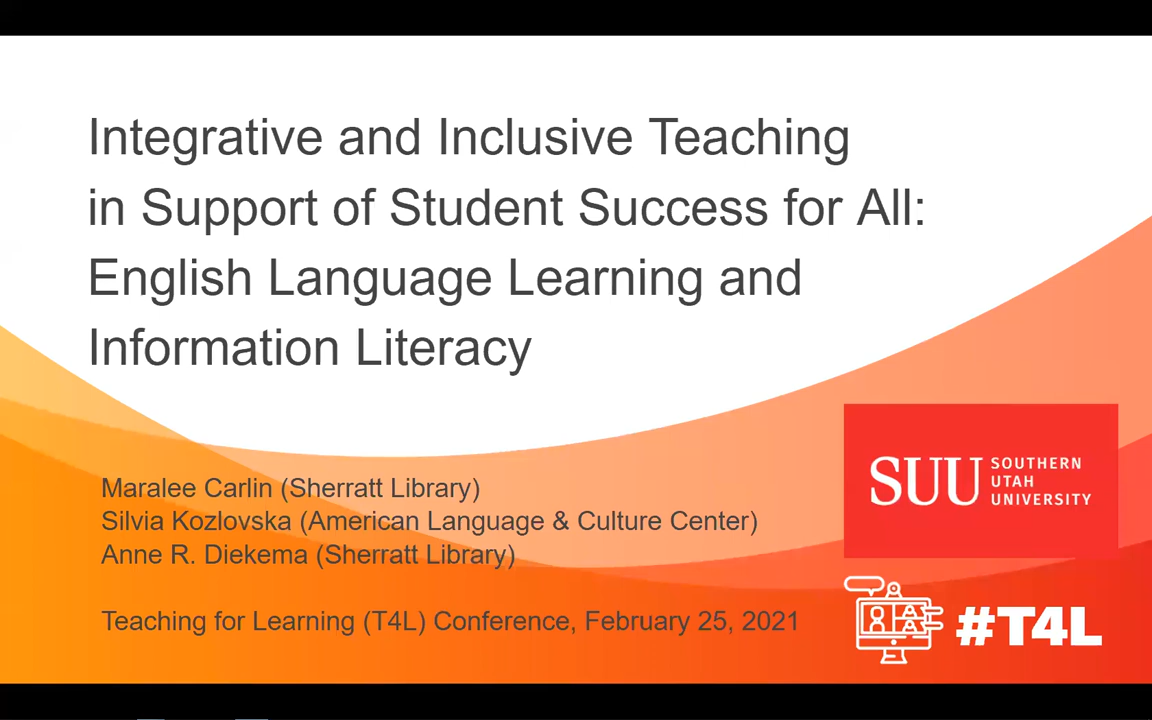 Integrative and Inclusive Teaching
in Support of Student Success for All:
English Language Learning and
Information Literacy
Maralee Carlin (Sherratt Library)
Silvia Kozlovska (American Language & Culture Center)
Anne R. Diekema (Sherratt Library)
Teaching for Learning (T4L) Conference, February 25, 2021
SUU
SOUTHERN
UTAH
UNIVERSITY
#T4L